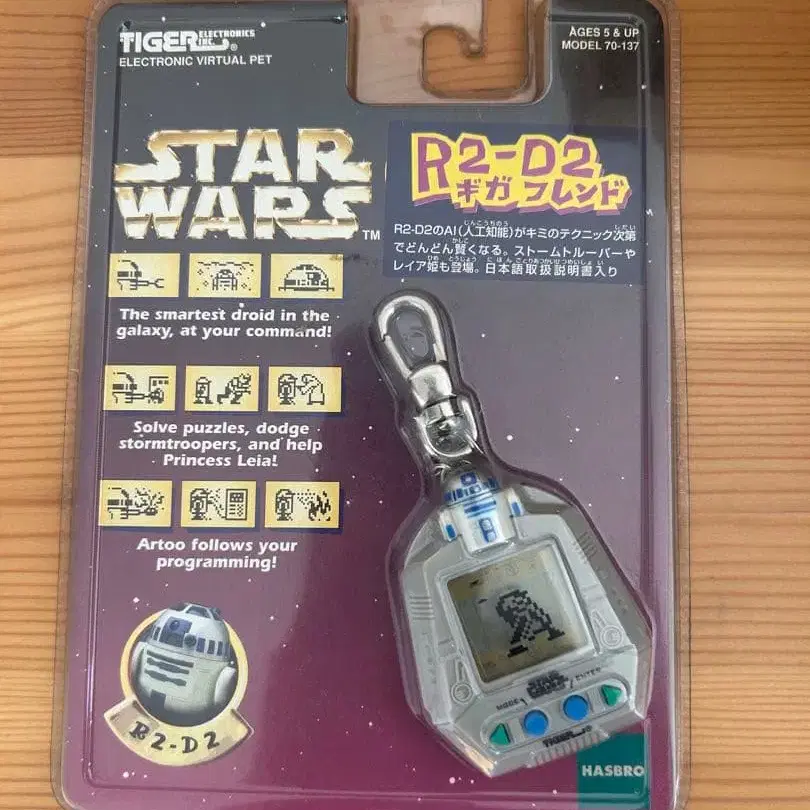 TIGER ELECTRONICS INC.®
ELECTRONIC VIRTUAL PET
AGES 5 & UP
MODEL 70-137
STAR
WARS™
R2-D2
ギガフレンド
R2-D2のAI(人工知能)がキミのテクニック次第
でどんどん賢くなる。ストームトルーパーや
レイア姫も登場。日本語取扱説明書入り
The smartest droid in the
galaxy, at your command!
Solve puzzles, dodge
stormtroopers, and help
Princess Leia!
Artoo follows your
programming!
R2-D2
STAR
WARS
MODE
ENTER
TIGER
HASBRO